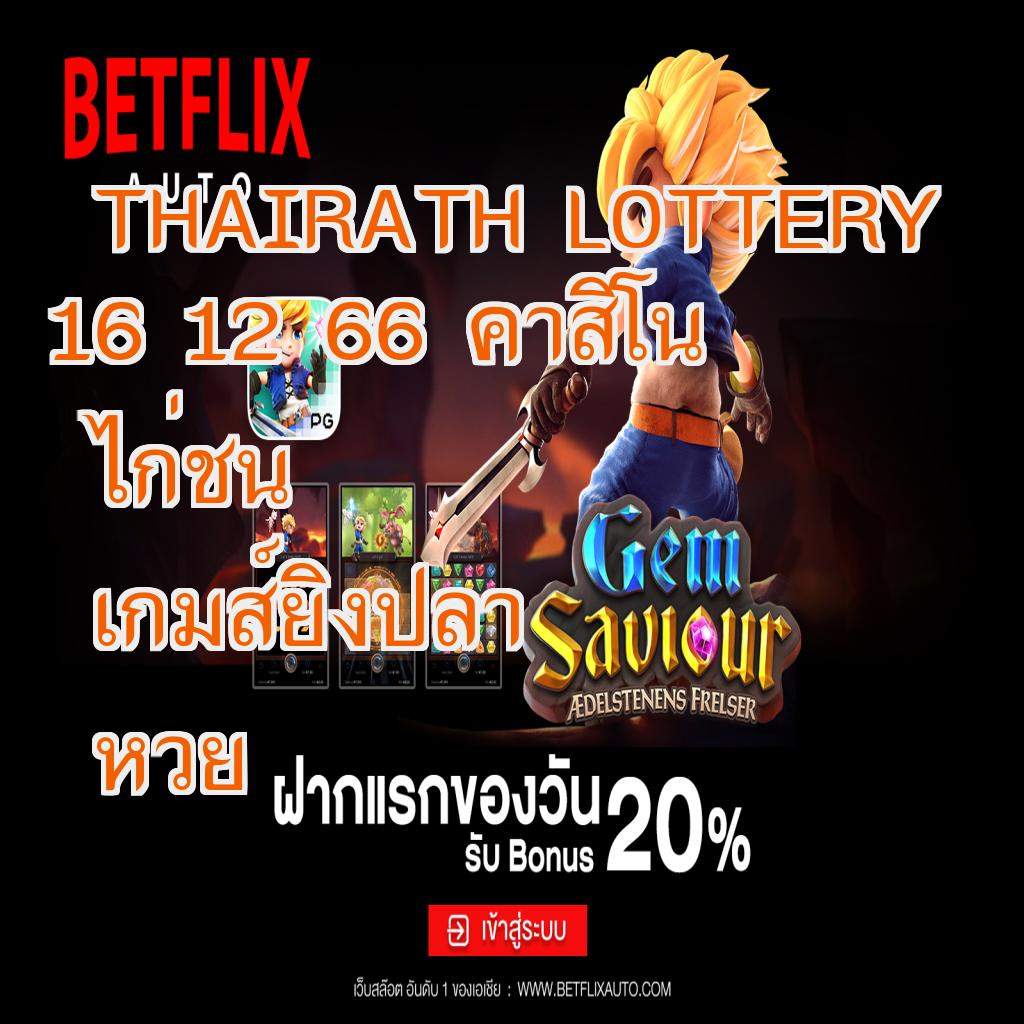 BETFLIX
AUTO
THAIRATH LOTTERY
16 12 66 คาสิโน
ไก่ชน
PG
เกมส์ยิงปลา
หวย
Gem
Saviour
ÆDELSTENENS FRELSER
ฝากแรกของวัน
รับ Bonus 20%
เข้าสู่ระบบ
เว็บสล๊อต อันดับ 1 ของเอเชีย : WWW.BETFLIXAUTO.COM